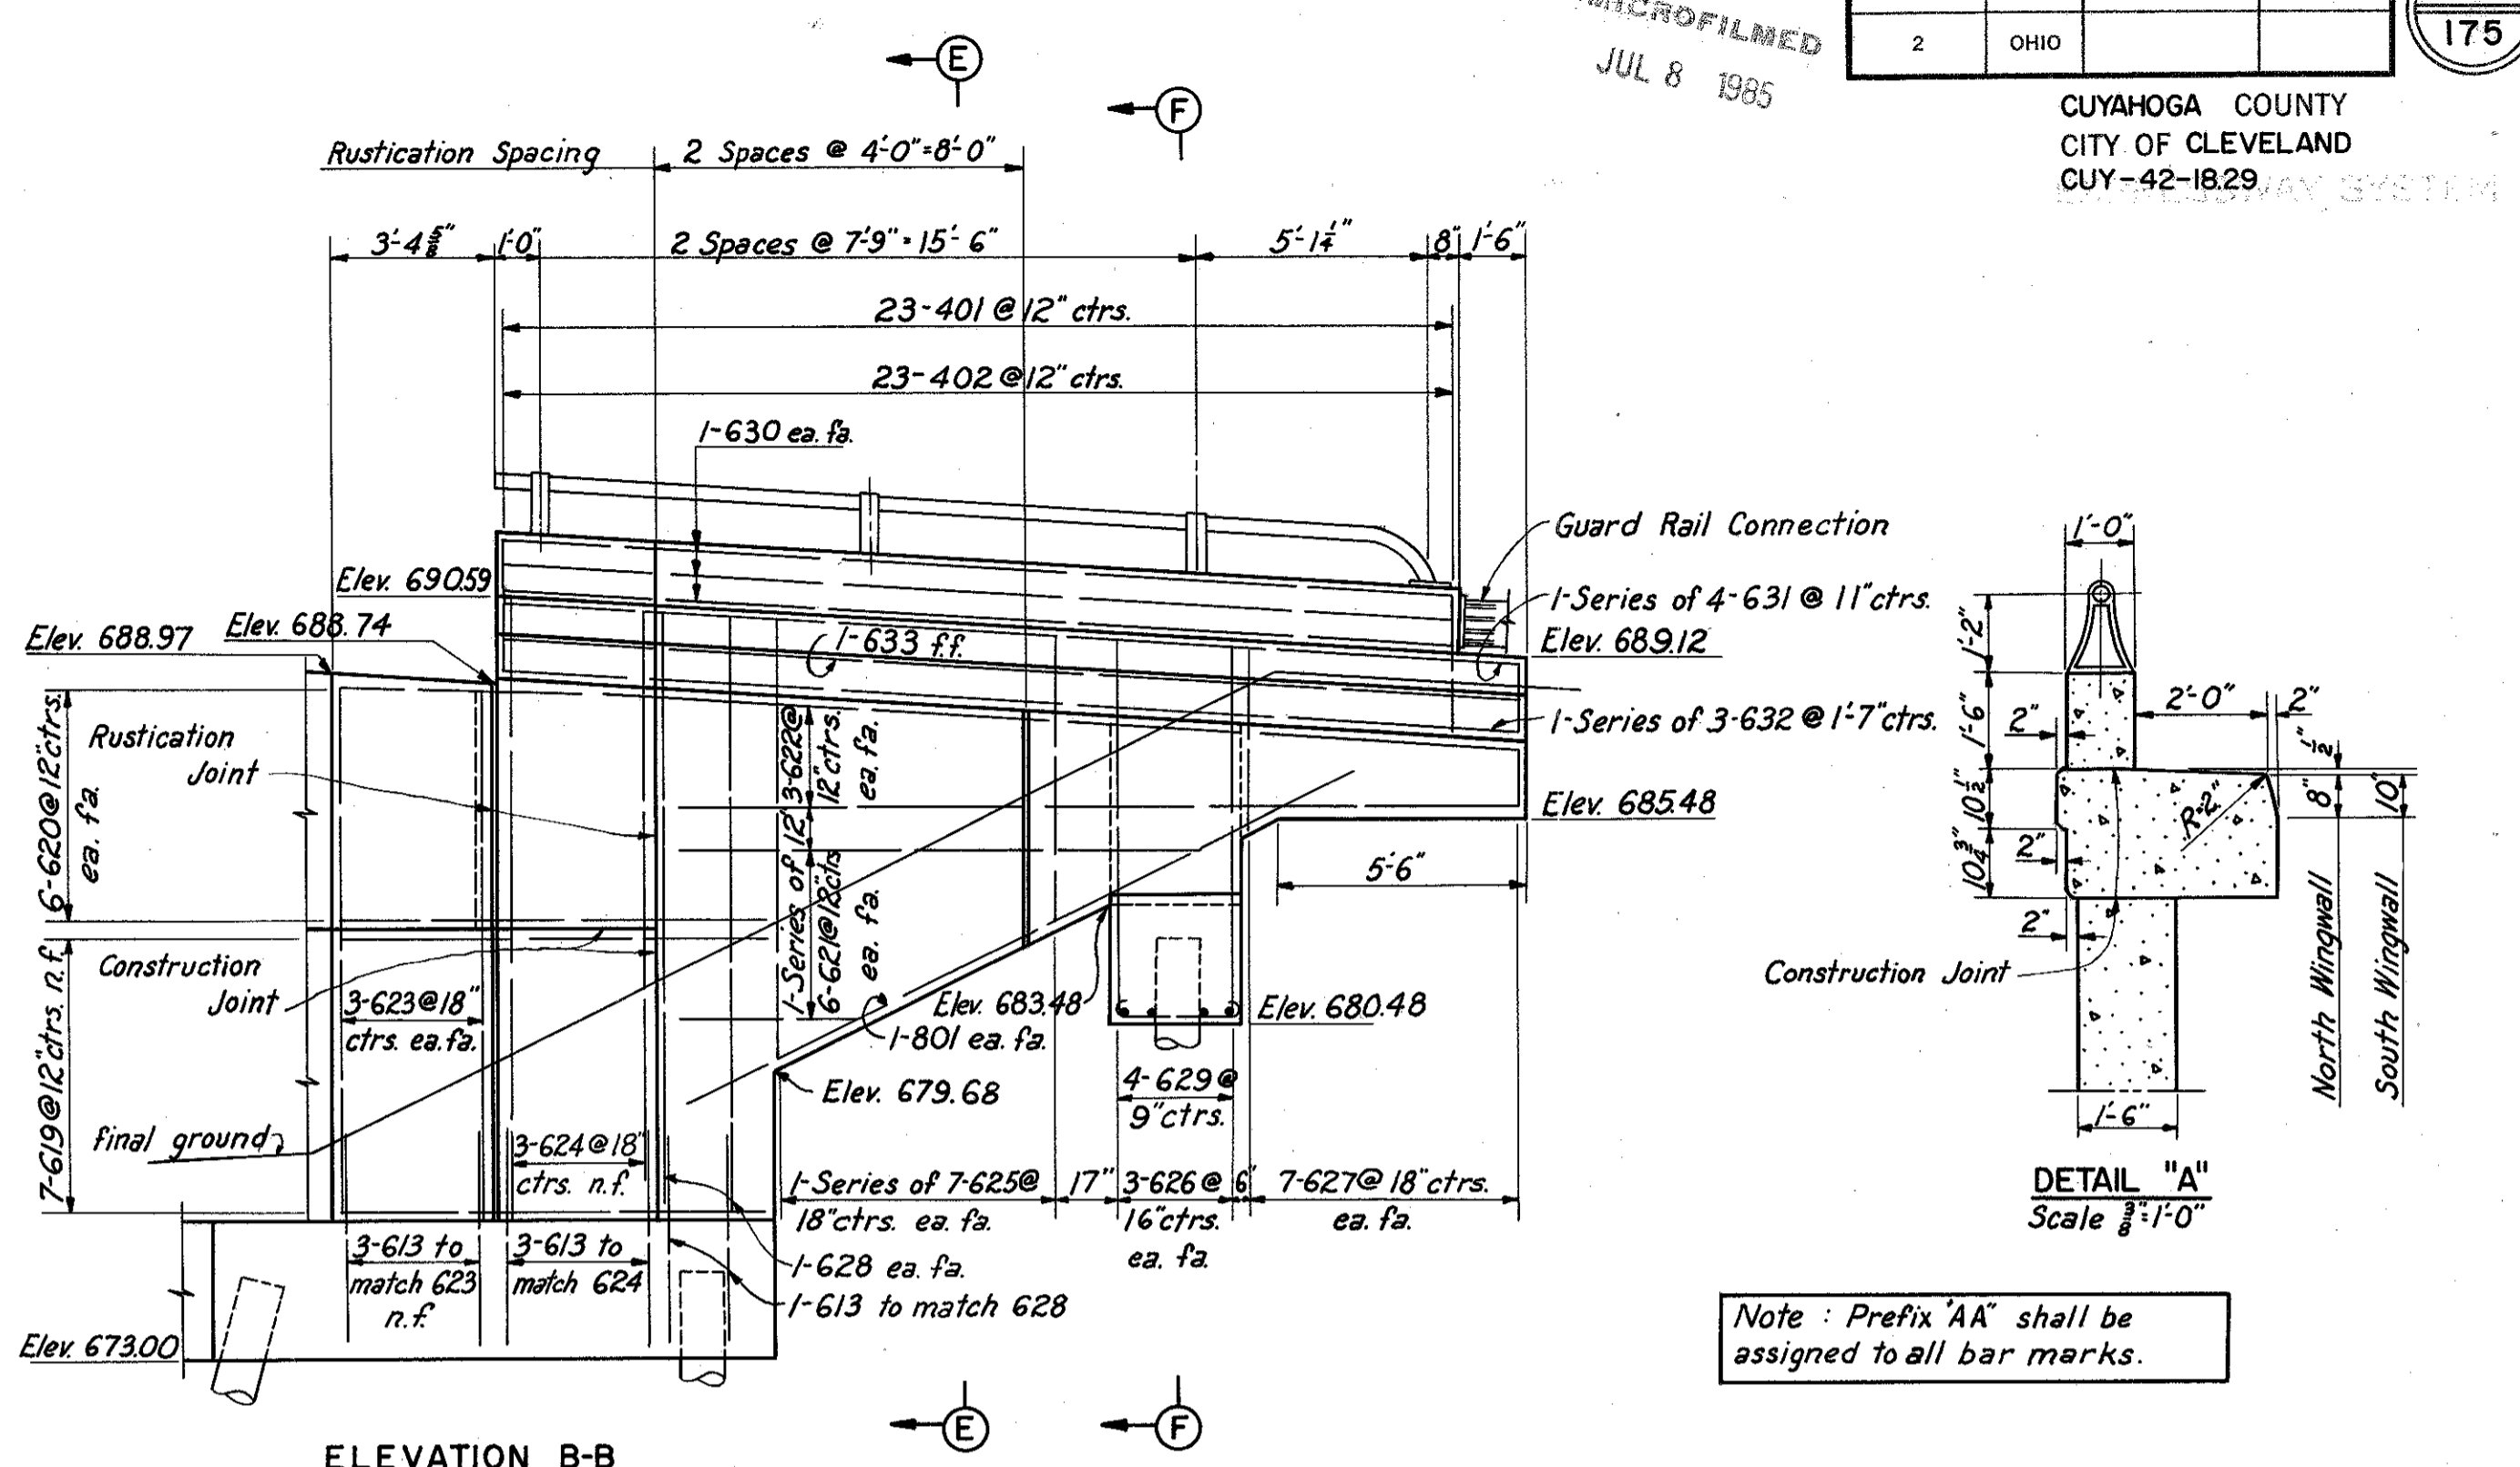 MICROFILMED
JUL 8 1985
2 OHIO
175
CUYAHOGA COUNTY
CITY OF CLEVELAND
CUY-42-18.29
E
F
Rustication Spacing
2 Spaces @ 4'-0"=8'-0"
3'-4 5/8"
1'-0"
2 Spaces @ 7'-9"=15'-6"
5'-1 1/4"
8"
1'-6"
23-401 @ 12" ctrs.
23-402 @ 12" ctrs.
1-630 ea. fa.
Guard Rail Connection
Elev. 690.59
1-Series of 4-631 @ 11" ctrs.
Elev. 688.97
Elev. 688.74
1-633 f.f.
Elev. 689.12
1-Series of 3-632 @ 1'-7" ctrs.
6-620@12"ctrs.
ea. fa.
Rustication
Joint
3-622@
12"ctrs.
ea. fa.
Elev. 685.48
5'-6"
1-Series of
6-621@18"ctrs
ea. fa.
12"
7-619@12"ctrs. n.f.
Construction
Joint
3-623@18"
ctrs. ea. fa.
Elev. 683.48
Elev. 680.48
1-801 ea. fa.
Elev. 679.68
4-629@
9"ctrs.
final ground
3-624@18"
ctrs. n.f.
1-Series of 7-625@
18"ctrs. ea. fa.
17"
3-626@
16"ctrs.
ea. fa.
6"
7-627@18"ctrs.
ea. fa.
3-613 to
match 623
n.f.
3-613 to
match 624
1-628 ea. fa.
1-613 to match 628
Elev. 673.00
E
F
ELEVATION B-B
1'-0"
1'-2"
1'-6"
2"
2'-0"
2"
1/2"
10 1/2"
8"
10"
R-2"
10 3/4"
2"
2"
Construction Joint
North Wingwall
South Wingwall
1'-6"
DETAIL "A"
Scale 3/8"=1'-0"
Note : Prefix "AA" shall be
assigned to all bar marks.